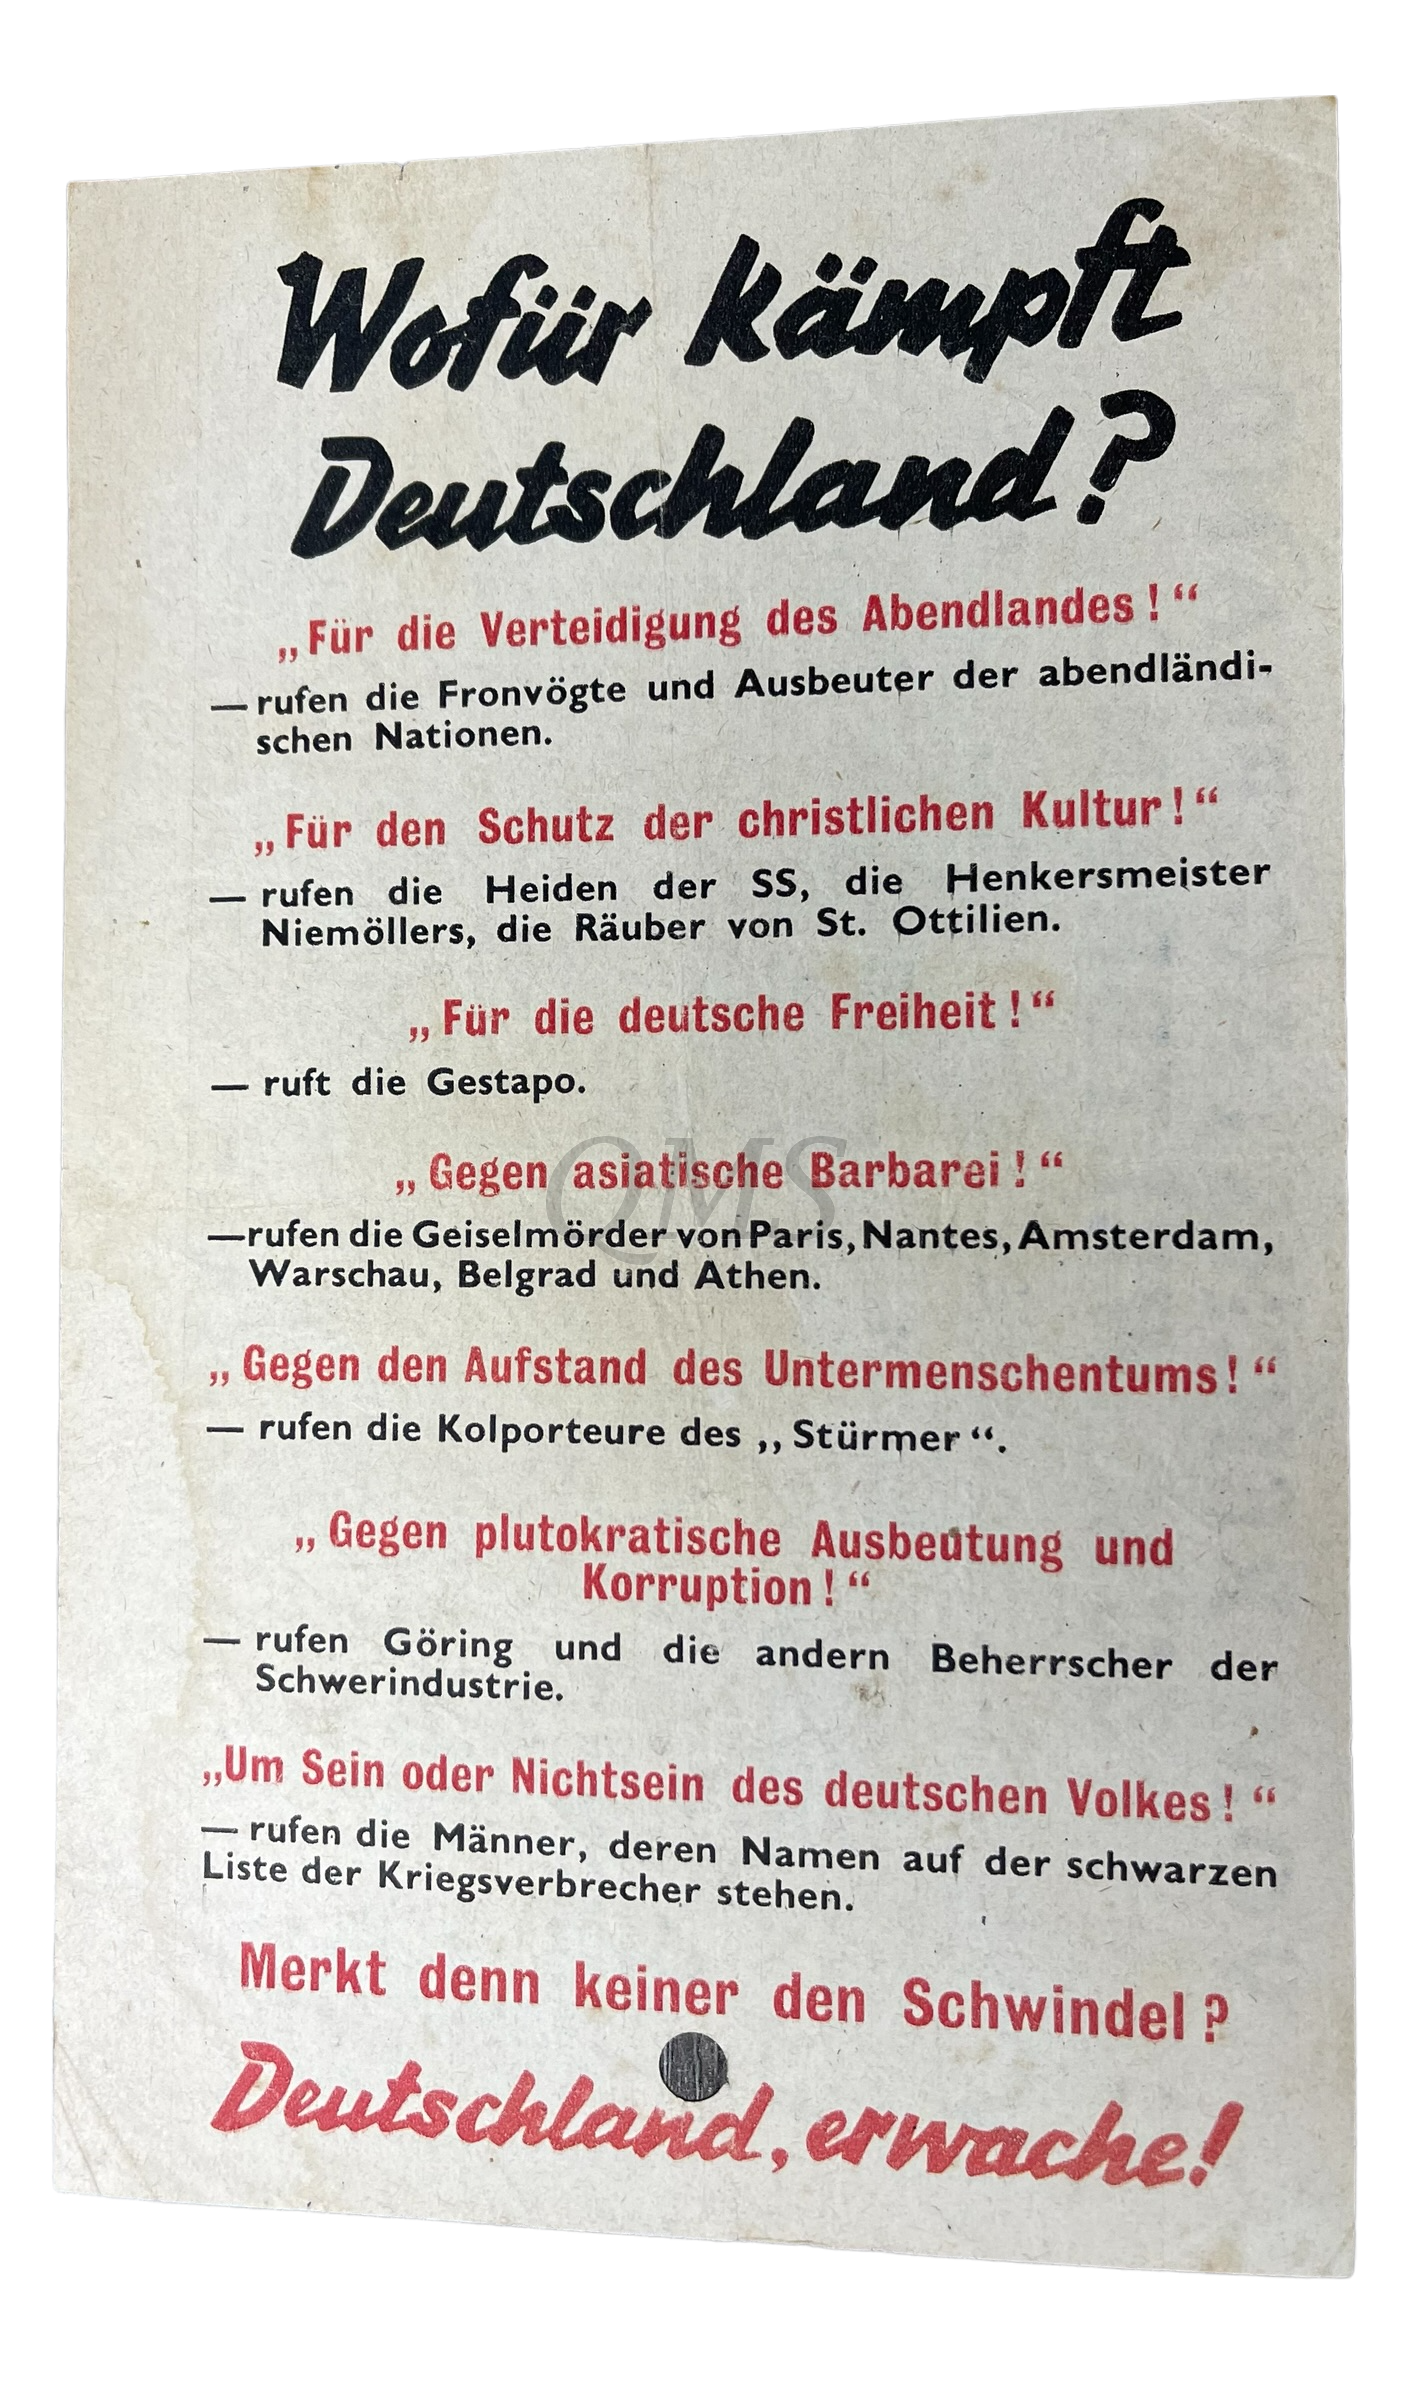 Wofür kämpft
Deutschland?
„Für die Verteidigung des Abendlandes!“
— rufen die Fronvögte und Ausbeuter der abendländi-
schen Nationen.
„Für den Schutz der christlichen Kultur!“
— rufen die Heiden der SS, die Henkersmeister
Niemöllers, die Räuber von St. Ottilien.
„Für die deutsche Freiheit!“
— ruft die Gestapo.
„Gegen asiatische Barbarei!“
QMS
—rufen die Geiselmörder von Paris, Nantes, Amsterdam,
Warschau, Belgrad und Athen.
„Gegen den Aufstand des Untermenschentums!“
— rufen die Kolporteure des „Stürmer“.
„Gegen plutokratische Ausbeutung und
Korruption!“
— rufen Göring und die andern Beherrscher der
Schwerindustrie.
„Um Sein oder Nichtsein des deutschen Volkes!“
— rufen die Männer, deren Namen auf der schwarzen
Liste der Kriegsverbrecher stehen.
Merkt denn keiner den Schwindel?
Deutschland, erwache!